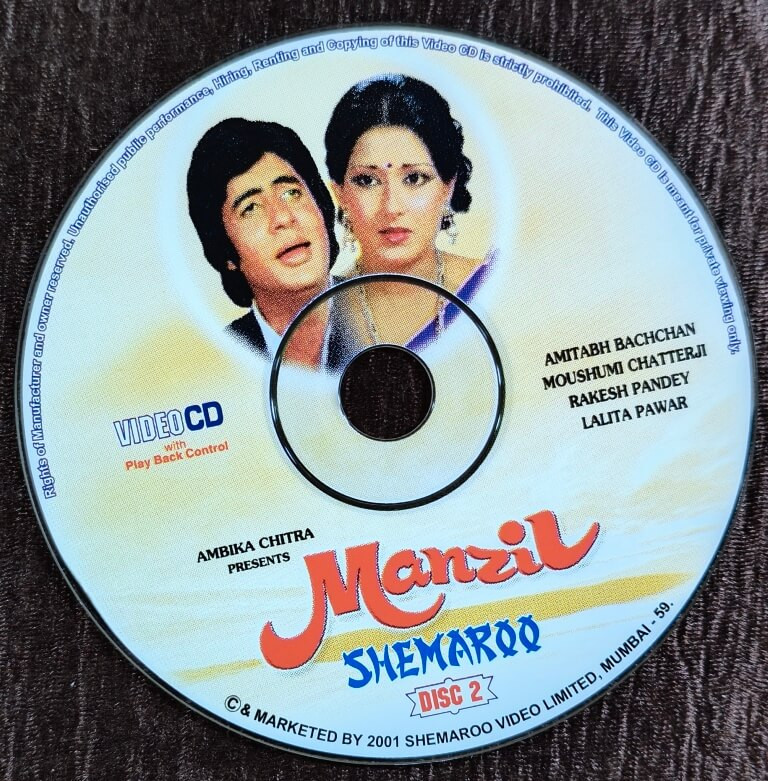 Rights of Manufacturer and owner reserved. Unauthorised public performance, Hiring, Renting and Copying of this Video CD is strictly prohibited. This Video CD is meant for private viewing only.
AMITABH BACHCHAN
MOUSHUMI CHATTERJI
RAKESH PANDEY
LALITA PAWAR
VIDEO CD
with
Play Back Control
AMBIKA CHITRA
PRESENTS
Manzil
SHEMAROO
DISC 2
© & MARKETED BY 2001 SHEMAROO VIDEO LIMITED, MUMBAI - 59.